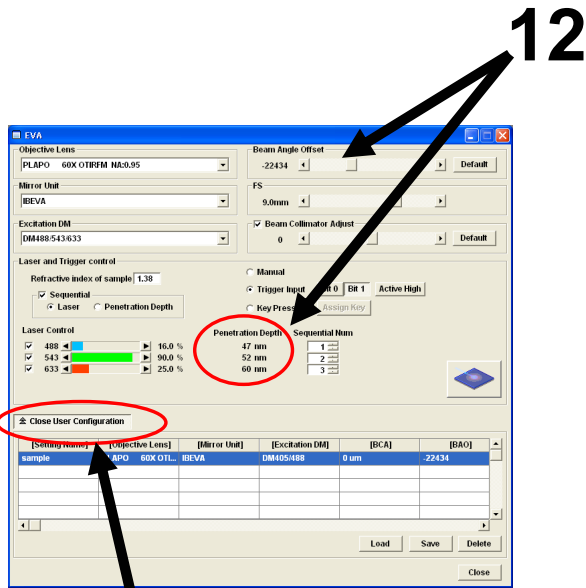 12
EVA
Objective Lens
PLAPO 60X OTIRFM NA:0.95
Beam Angle Offset
-22434 Default
Mirror Unit
IBEVA
FS
9.0mm
Excitation DM
DM488/543/633
Beam Collimator Adjust
0 Default
Laser and Trigger control
Refractive index of sample 1.38
Sequential
Laser Penetration Depth
Manual
Trigger Input 0 Bit 1 Active High
Key Press Assign Key
Laser Control
488 16.0 %
543 90.0 %
633 25.0 %
Penetration Depth
47 nm
52 nm
60 nm
Sequential Num
1
2
3
Close User Configuration
[Setting Name] [Objective Lens] [Mirror Unit] [Excitation DM] [BCA] [BAO]
sample 60X OTI... IBEVA DM405/488 0 um -22434
Load Save Delete
Close